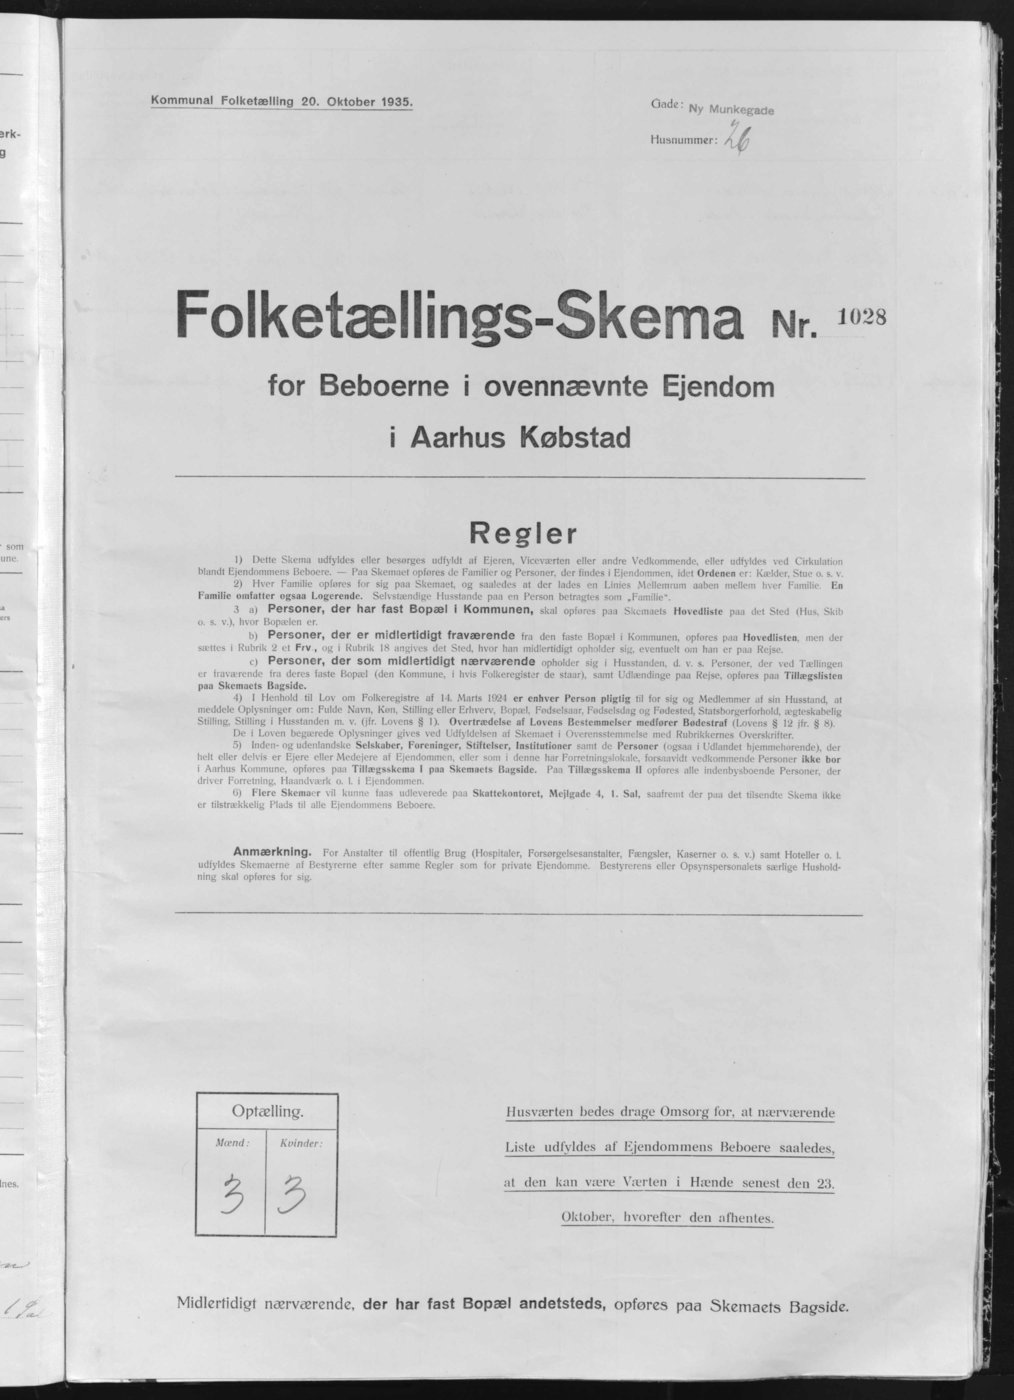 Kommunal Folketælling 20. Oktober 1935.
Gade: Ny Munkegade
Husnummer: 26
Folketællings-Skema Nr. 1028
for Beboerne i ovennævnte Ejendom
i Aarhus Købstad
Regler
1) Dette Skema udfyldes eller besørges udfyldt af Ejeren, Viceværten eller andre Vedkommende, eller udfyldes ved Cirkulation
blandt Ejendommens Beboere. — Paa Skemaet opføres de Familier og Personer, der findes i Ejendommen, idet Ordenen er: Kælder, Stue o. s. v.
2) Hver Familie opføres for sig paa Skemaet, og saaledes at der lades en Linies Mellemrum aaben mellem hver Familie. En
Familie omfatter ogsaa Logerende. Selvstændige Husstande paa en Person betragtes som „Familie".
3 a) Personer, der har fast Bopæl i Kommunen, skal opføres paa Skemaets Hovedliste paa det Sted (Hus, Skib
o. s. v.), hvor Bopælen er.
b) Personer, der er midlertidigt fraværende fra den faste Bopæl i Kommunen, opføres paa Hovedlisten, men der
sættes i Rubrik 2 et Frv., og i Rubrik 18 angives det Sted, hvor han midlertidigt opholder sig, eventuelt om han er paa Rejse.
c) Personer, der som midlertidigt nærværende opholder sig i Husstanden, d. v. s. Personer, der ved Tællingen
er fraværende fra deres faste Bopæl (den Kommune, i hvis Folkeregister de staar), samt Udlændinge paa Rejse, opføres paa Tillægslisten
paa Skemaets Bagside.
4) I Henhold til Lov om Folkeregistre af 14. Marts 1924 er enhver Person pligtig til for sig og Medlemmer af sin Husstand, at
meddele Oplysninger om: Fulde Navn, Køn, Stilling eller Erhverv, Bopæl, Fødselsaar, Fødselsdag og Fødested, Statsborgerforhold, ægteskabelig
Stilling, Stilling i Husstanden m. v. (jfr. Lovens § 1). Overtrædelse af Lovens Bestemmelser medfører Bødestraf (Lovens § 12 jfr. § 8).
De i Loven begærede Oplysninger gives ved Udfyldelsen af Skemaet i Overensstemmelse med Rubrikkernes Overskrifter.
5) Inden- og udenlandske Selskaber, Foreninger, Stiftelser, Institutioner samt de Personer (ogsaa i Udlandet hjemmehørende), der
helt eller delvis er Ejere eller Medejere af Ejendommen, eller som i denne har Forretningslokale, forsaavidt vedkommende Personer ikke bor
i Aarhus Kommune, opføres paa Tillægsskema I paa Skemaets Bagside. Paa Tillægsskema II opføres alle indenbysboende Personer, der
driver Forretning, Haandværk o. l. i Ejendommen.
6) Flere Skemaer vil kunne faas udleverede paa Skattekontoret, Mejlgade 4, 1. Sal, saafremt der paa det tilsendte Skema ikke
er tilstrækkelig Plads til alle Ejendommens Beboere.
Anmærkning. For Anstalter til offentlig Brug (Hospitaler, Forsørgelsesanstalter, Fængsler, Kaserner o. s. v.) samt Hoteller o. l.
udfyldes Skemaerne af Bestyrerne efter samme Regler som for private Ejendomme. Bestyrerens eller Opsynspersonalets særlige Hushold-
ning skal opføres for sig.
Optælling.
Mænd: Kvinder:
3 3
Husværten bedes drage Omsorg for, at nærværende
Liste udfyldes af Ejendommens Beboere saaledes,
at den kan være Værten i Hænde senest den 23.
Oktober, hvorefter den afhentes.
Midlertidigt nærværende, der har fast Bopæl andetsteds, opføres paa Skemaets Bagside.